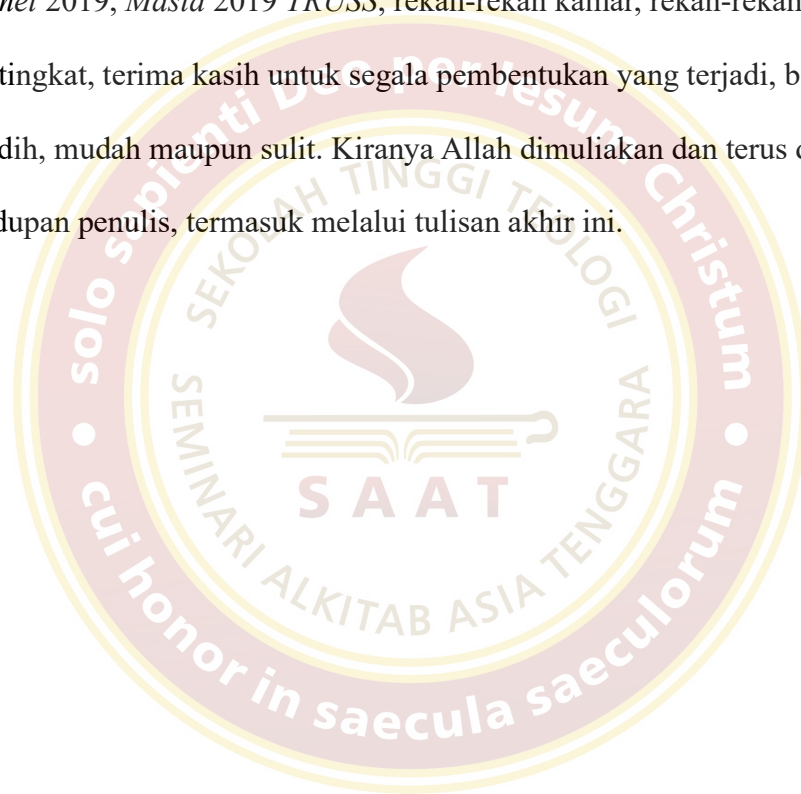 2019, Masta 2019 TRUSS, rekan-rekan kamar, rekan-rekan
tingkat, terima kasih untuk segala pembentukan yang terjadi, b
dih, mudah maupun sulit. Kiranya Allah dimuliakan dan terus d
dupan penulis, termasuk melalui tulisan akhir ini.
solo sapienti Deo per Iesum Christum
cui honor in saecula saeculorum
SEKOLAH TINGGI TEOLOGI
SEMINARI ALKITAB ASIA TENGGARA
SAAT